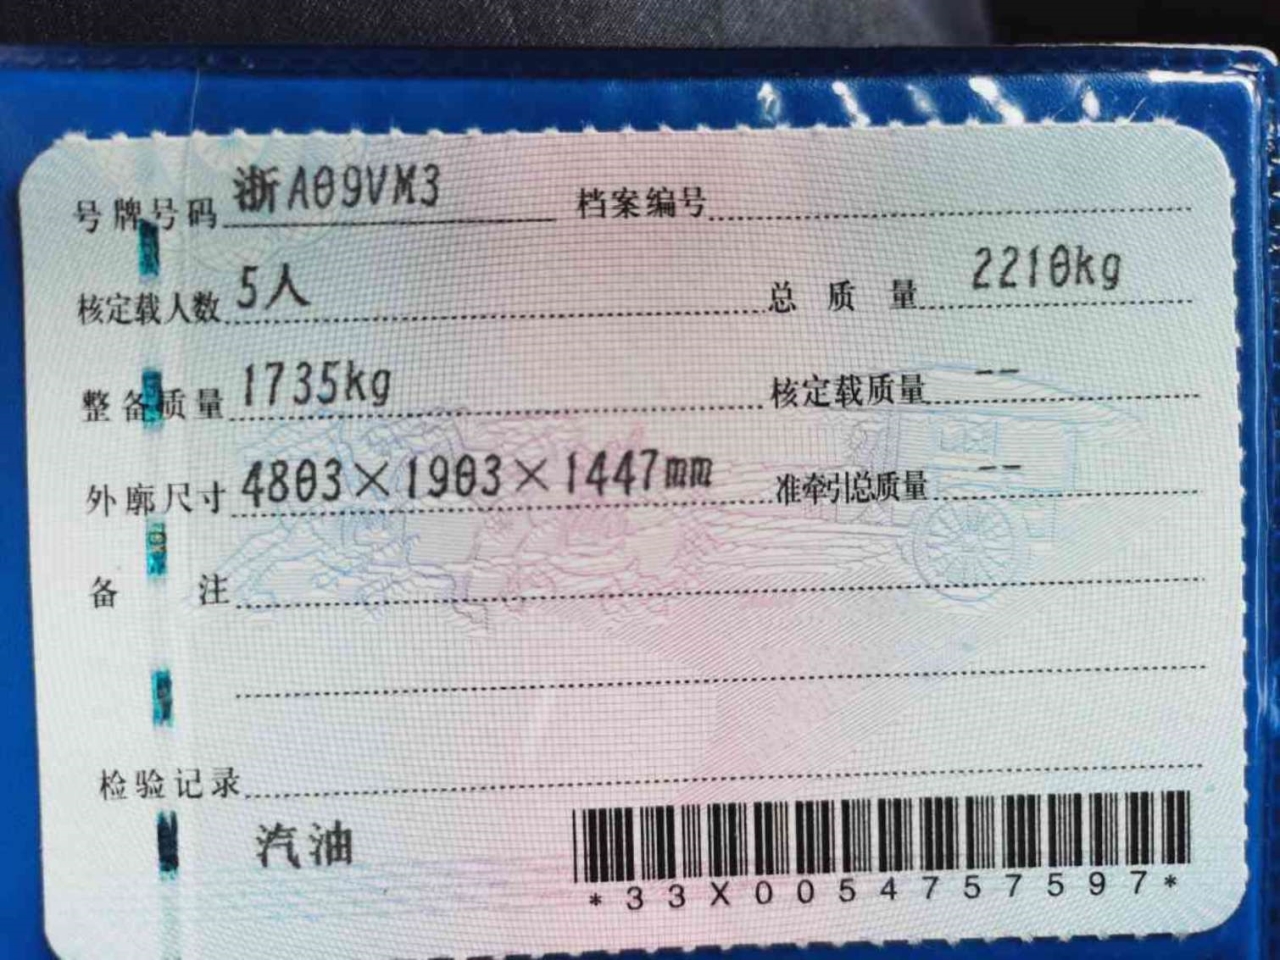 号牌号码 浙A09VM3 档案编号
核定载人数 5人 总质量 2210kg
整备质量 1735kg 核定载质量 --
外廓尺寸 4803×1903×1447mm 准牵引总质量 --
备注
检验记录
汽油
*33X0054757597*